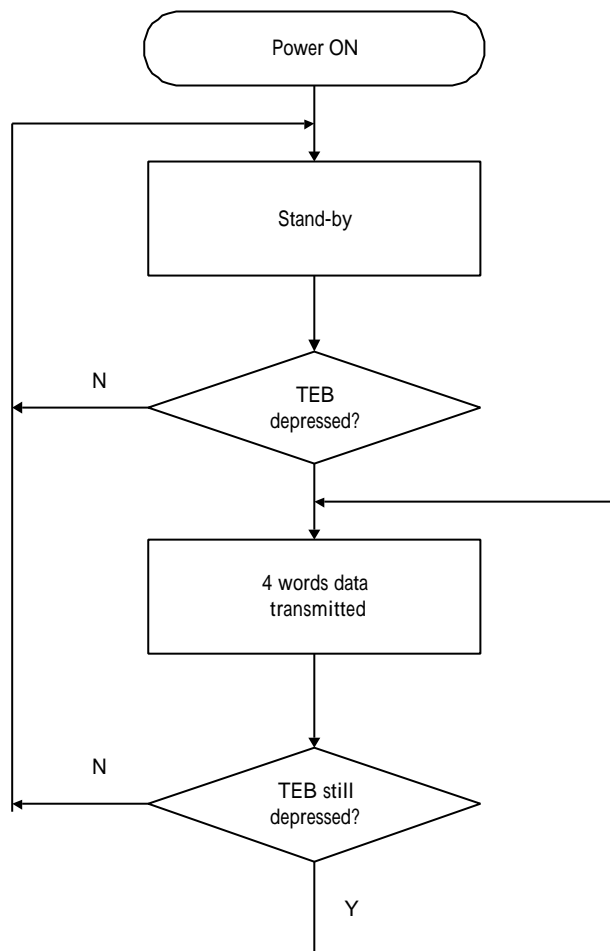 Power ON
Stand-by
N
TEB
depressed?
4 words data
transmitted
N
TEB still
depressed?
Y